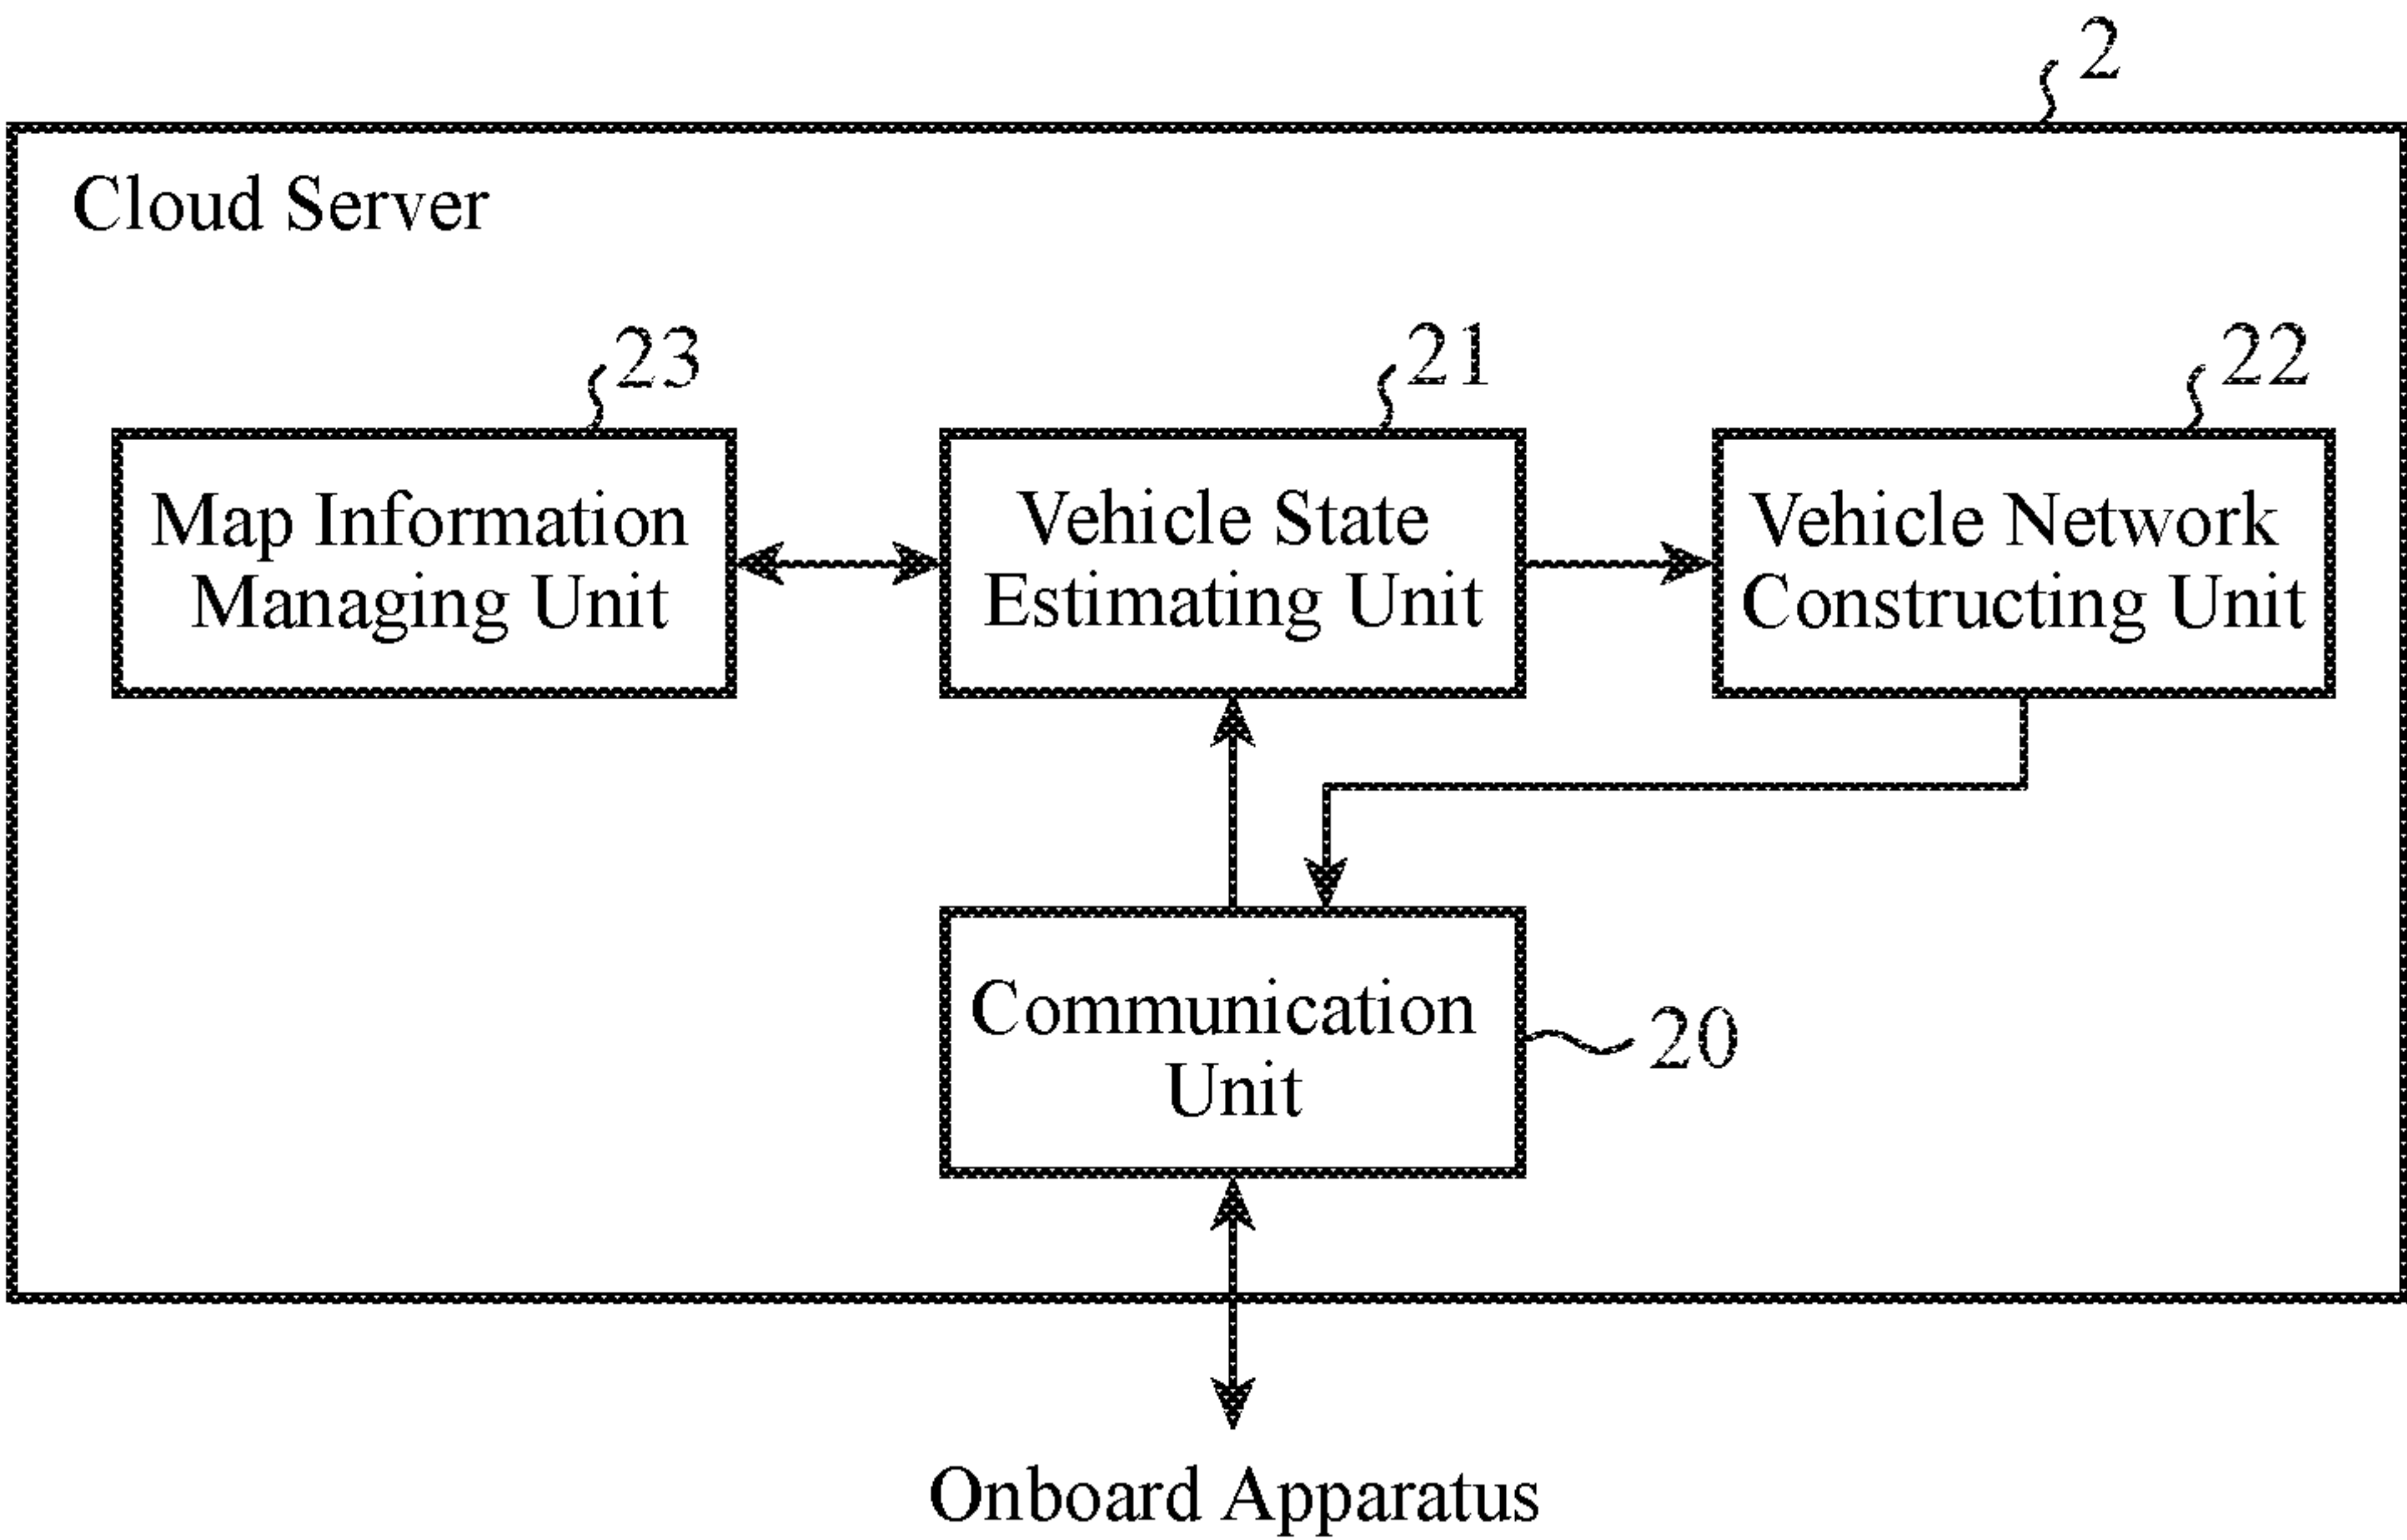 2
Cloud Server
23
21
22
Map Information
Managing Unit
Vehicle State
Estimating Unit
Vehicle Network
Constructing Unit
Communication
Unit
20
Onboard Apparatus